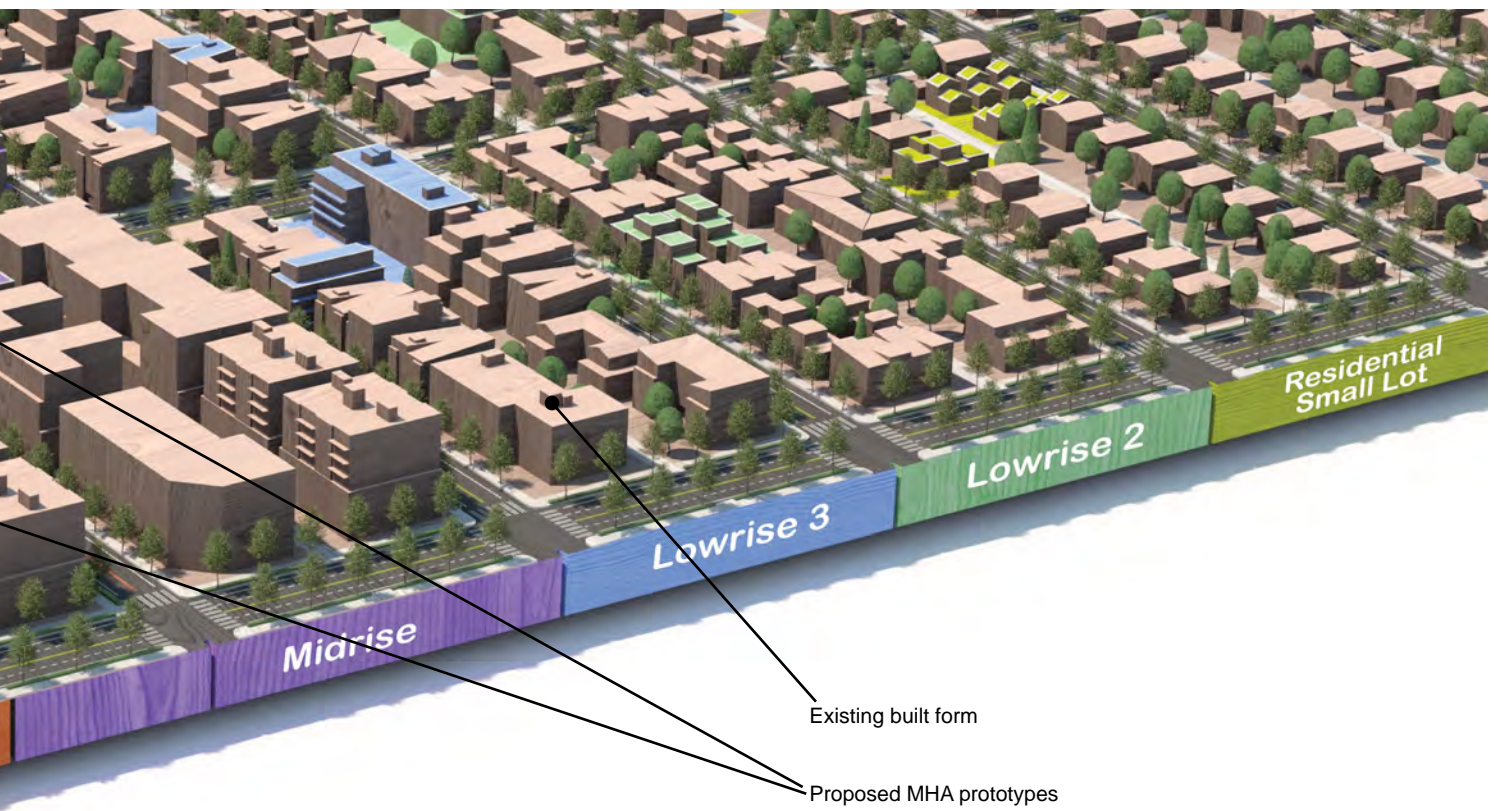 Residential
Small Lot
Lowrise 2
Lowrise 3
Midrise
Existing built form
Proposed MHA prototypes